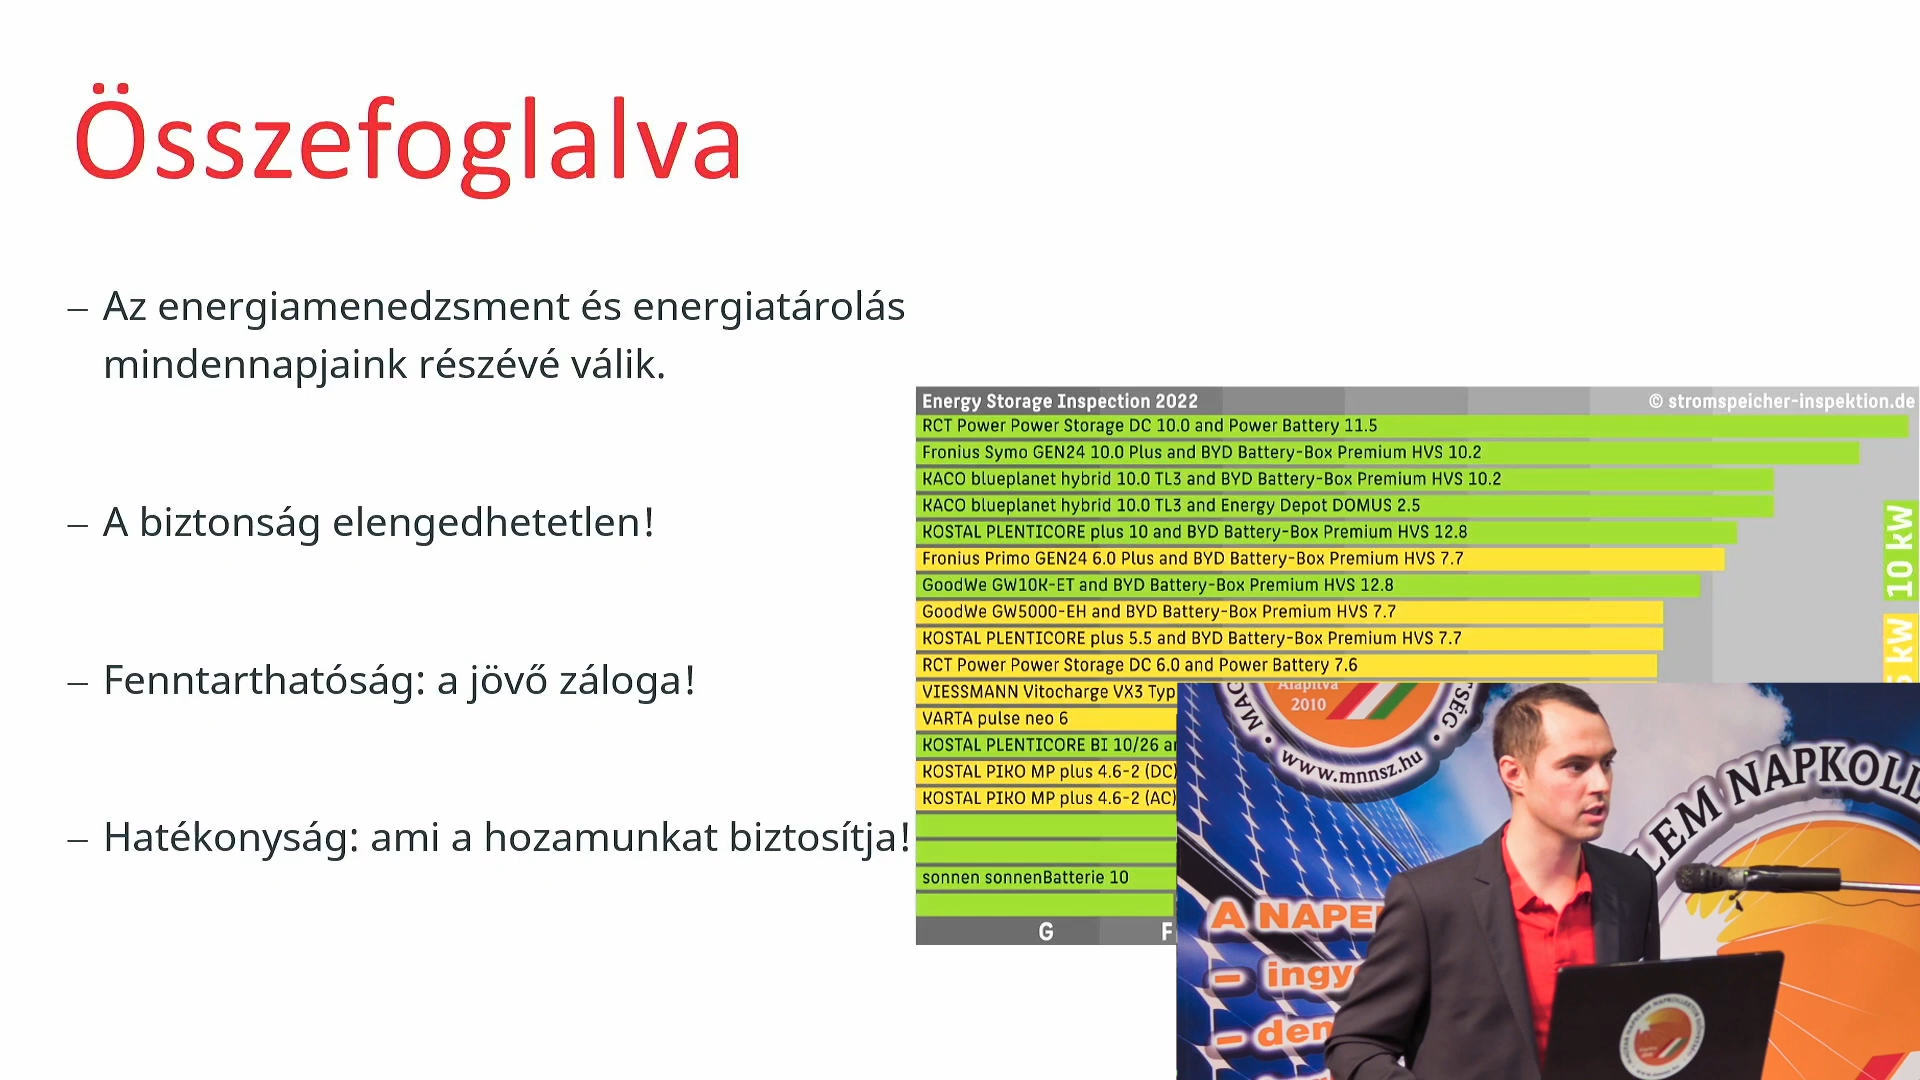 Összefoglalva
– Az energiamenedzsment és energiatárolás
mindennapjaink részévé válik.
– A biztonság elengedhetetlen!
– Fenntarthatóság: a jövő záloga!
– Hatékonyság: ami a hozamunkat biztosítja!
Energy Storage Inspection 2022
© stromspeicher-inspektion.de
RCT Power Power Storage DC 10.0 and Power Battery 11.5
Fronius Symo GEN24 10.0 Plus and BYD Battery-Box Premium HVS 10.2
KACO blueplanet hybrid 10.0 TL3 and BYD Battery-Box Premium HVS 10.2
KACO blueplanet hybrid 10.0 TL3 and Energy Depot DOMUS 2.5
KOSTAL PLENTICORE plus 10 and BYD Battery-Box Premium HVS 12.8
Fronius Primo GEN24 6.0 Plus and BYD Battery-Box Premium HVS 7.7
GoodWe GW10K-ET and BYD Battery-Box Premium HVS 12.8
GoodWe GW5000-EH and BYD Battery-Box Premium HVS 7.7
KOSTAL PLENTICORE plus 5.5 and BYD Battery-Box Premium HVS 7.7
RCT Power Power Storage DC 6.0 and Power Battery 7.6
VIESSMANN Vitocharge VX3 Typ
VARTA pulse neo 6
KOSTAL PLENTICORE BI 10/26
KOSTAL PIKO MP plus 4.6-2 (DC)
KOSTAL PIKO MP plus 4.6-2 (AC)
sonnen sonnenBatterie 10
G F
10 kW
kW
Alapítva
2010
www.mnnsz.hu
LEM NAPKOLL
A NAPE
– ingy
– den